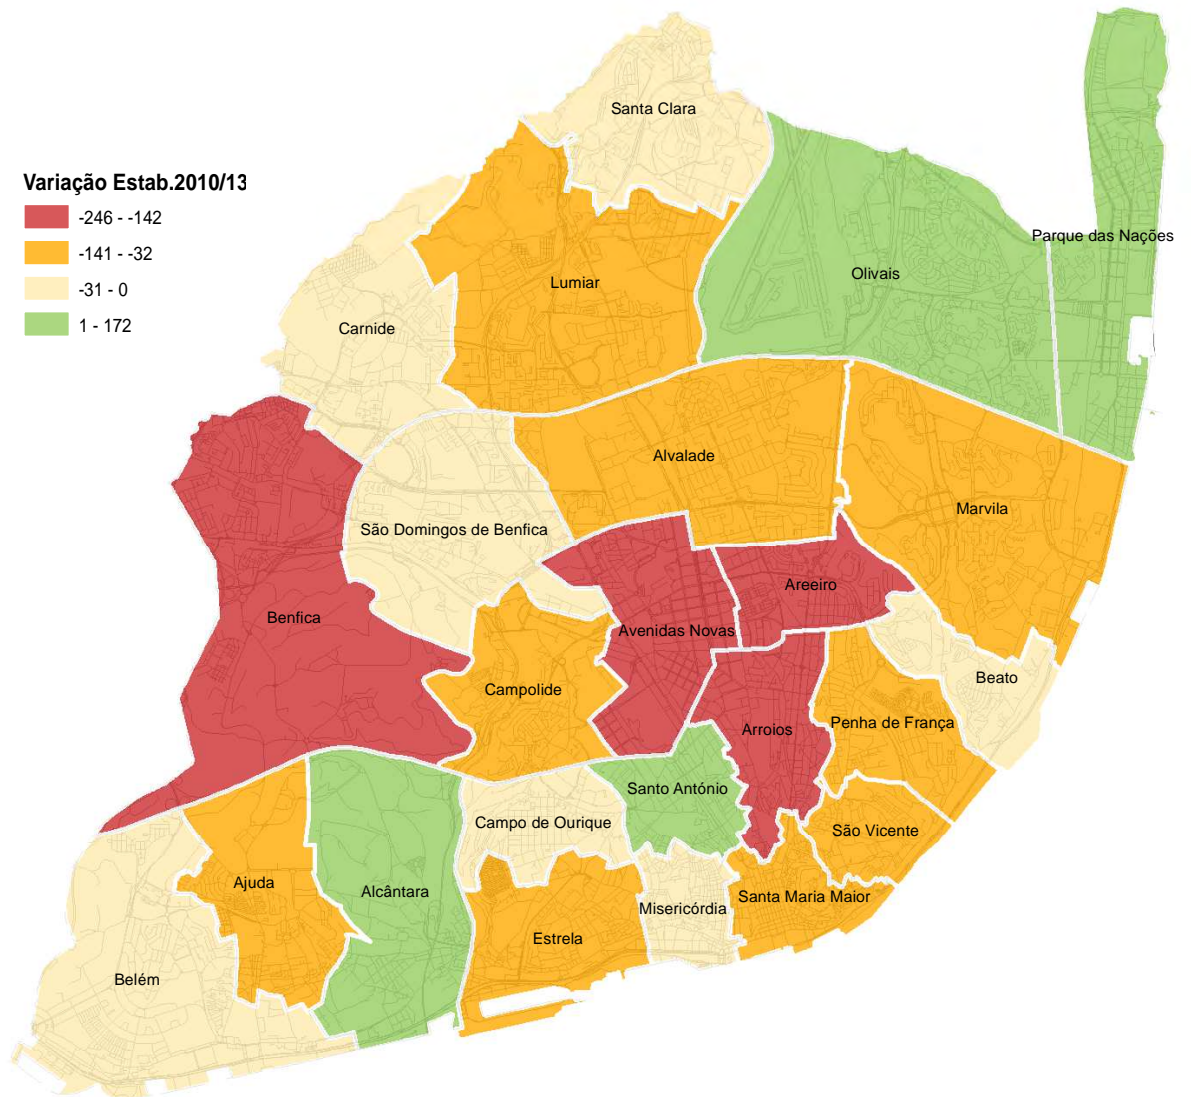 Santa Clara
Variação Estab.2010/13
-246 - -142
-141 - -32
-31 - 0
1 - 172
Parque das Nações
Olivais
Lumiar
Carnide
Alvalade
Marvila
São Domingos de Benfica
Areeiro
Benfica
Avenidas Novas
Beato
Campolide
Penha de França
Arroios
Santo António
Campo de Ourique
São Vicente
Ajuda
Alcântara
Santa Maria Maior
Misericórdia
Estrela
Belém